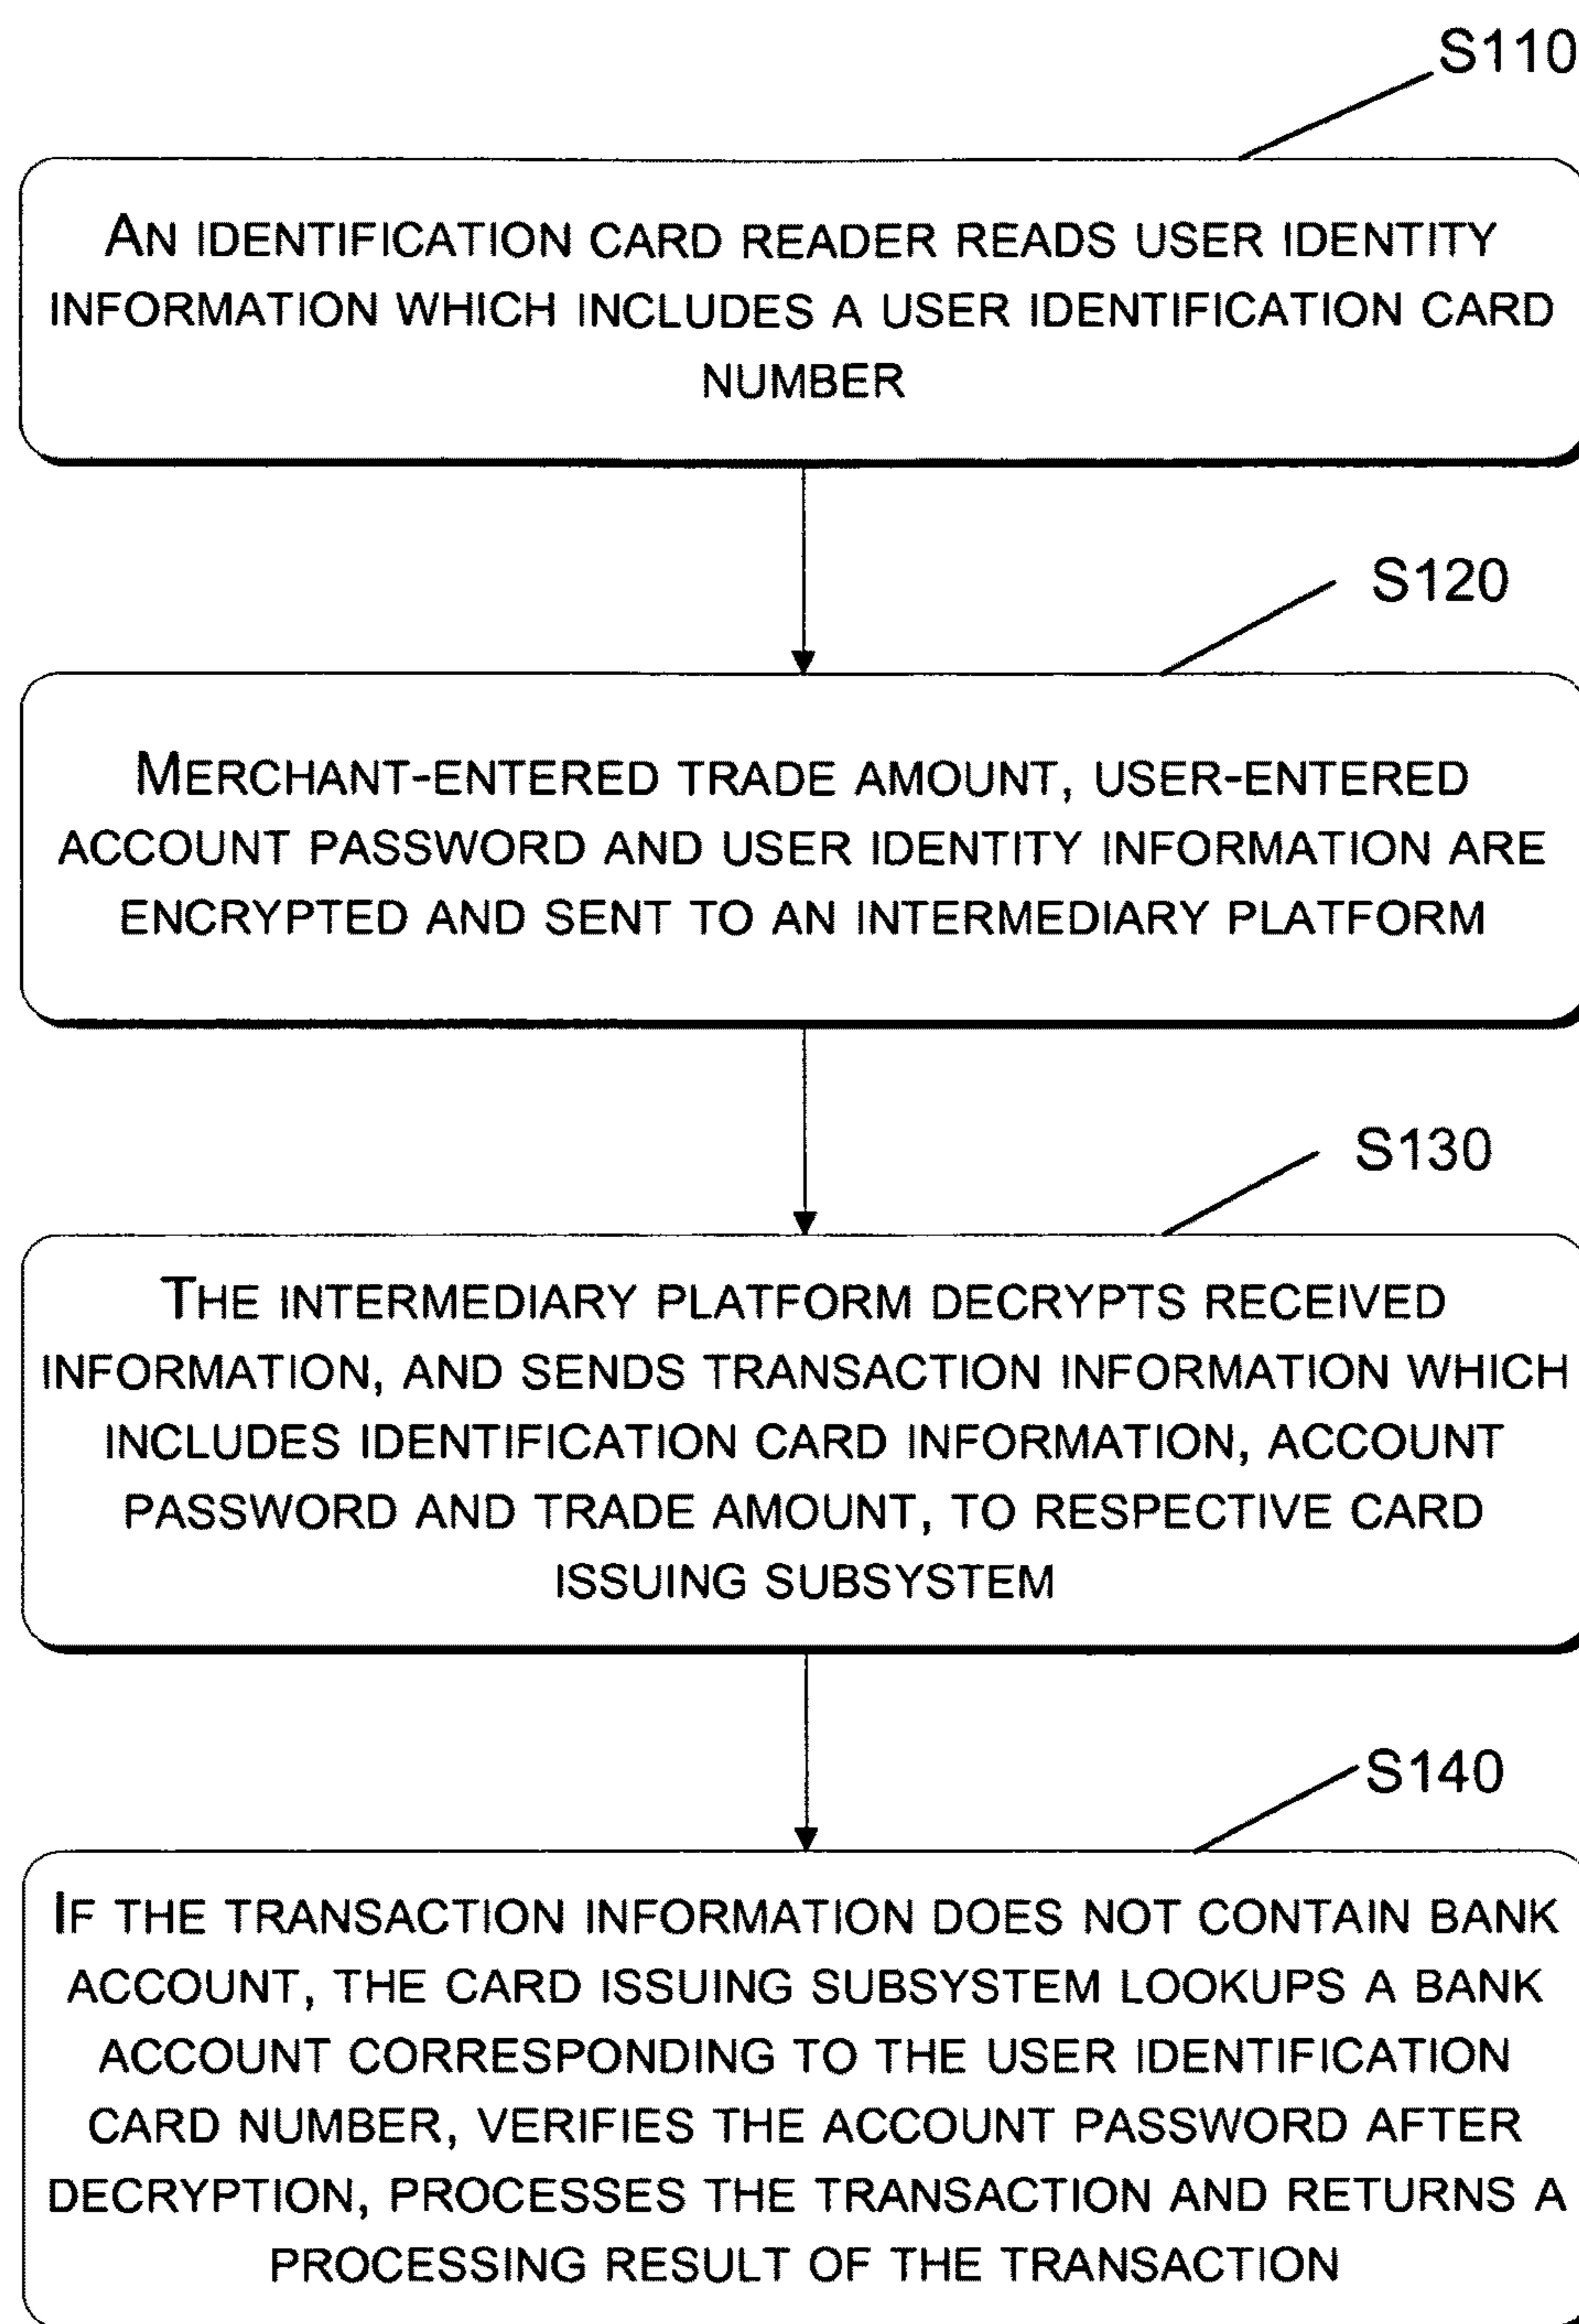 S110
AN IDENTIFICATION CARD READER READS USER IDENTITY
INFORMATION WHICH INCLUDES A USER IDENTIFICATION CARD
NUMBER
S120
MERCHANT-ENTERED TRADE AMOUNT, USER-ENTERED
ACCOUNT PASSWORD AND USER IDENTITY INFORMATION ARE
ENCRYPTED AND SENT TO AN INTERMEDIARY PLATFORM
S130
THE INTERMEDIARY PLATFORM DECRYPTS RECEIVED
INFORMATION, AND SENDS TRANSACTION INFORMATION WHICH
INCLUDES IDENTIFICATION CARD INFORMATION, ACCOUNT
PASSWORD AND TRADE AMOUNT, TO RESPECTIVE CARD
ISSUING SUBSYSTEM
S140
IF THE TRANSACTION INFORMATION DOES NOT CONTAIN BANK
ACCOUNT, THE CARD ISSUING SUBSYSTEM LOOKUPS A BANK
ACCOUNT CORRESPONDING TO THE USER IDENTIFICATION
CARD NUMBER, VERIFIES THE ACCOUNT PASSWORD AFTER
DECRYPTION, PROCESSES THE TRANSACTION AND RETURNS A
PROCESSING RESULT OF THE TRANSACTION